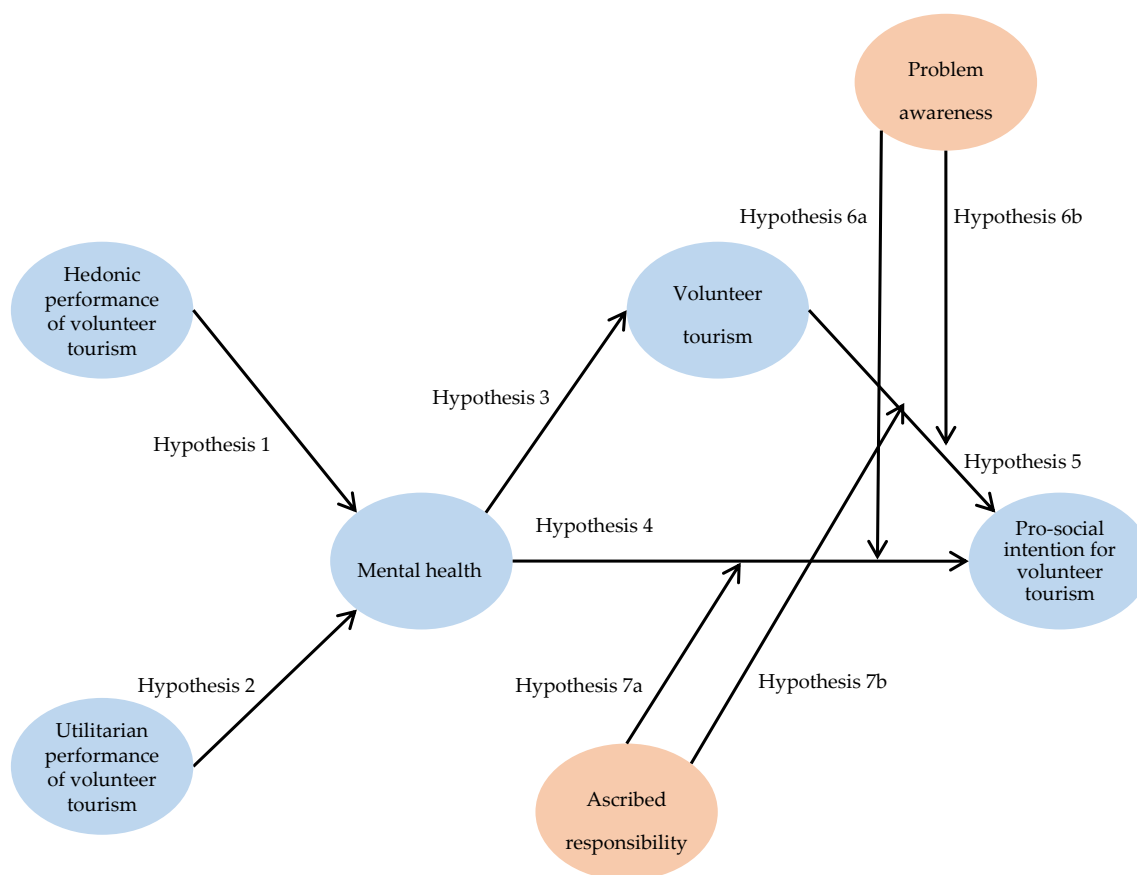 Problem
awareness
Hypothesis 6a
Hypothesis 6b
Hedonic
performance
of volunteer
tourism
Volunteer
tourism
Hypothesis 3
Hypothesis 1
Hypothesis 5
Hypothesis 4
Mental health
Pro-social
intention for
volunteer
tourism
Hypothesis 2
Hypothesis 7a
Hypothesis 7b
Utilitarian
performance
of volunteer
tourism
Ascribed
responsibility